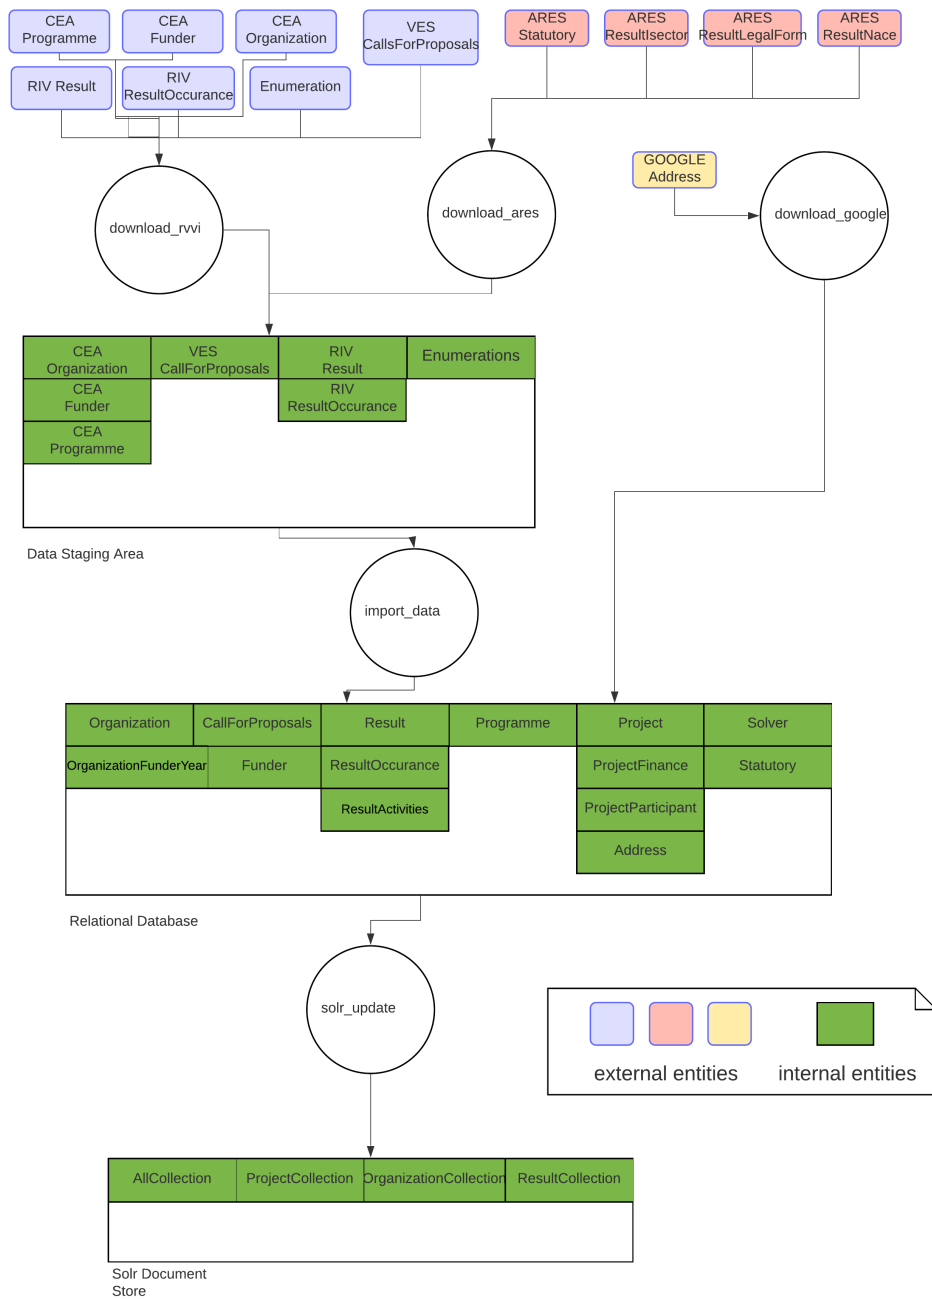 CEA
Programme
CEA
Funder
CEA
Organization
VES
CallsForProposals
ARES
Statutory
ARES
ResultIsector
ARES
ResultLegalForm
ARES
ResultNace
RIV Result
RIV
ResultOccurance
Enumeration
GOOGLE
Address
download_rvvi
download_ares
download_google
CEA
Organization
VES
CallForProposals
RIV
Result
Enumerations
CEA
Funder
RIV
ResultOccurance
CEA
Programme
Data Staging Area
import_data
Organization
CallForProposals
Result
Programme
Project
Solver
OrganizationFunderYear
Funder
ResultOccurance
ProjectFinance
Statutory
ResultActivities
ProjectParticipant
Address
Relational Database
solr_update
external entities
internal entities
AllCollection
ProjectCollection
OrganizationCollection
ResultCollection
Solr Document
Store